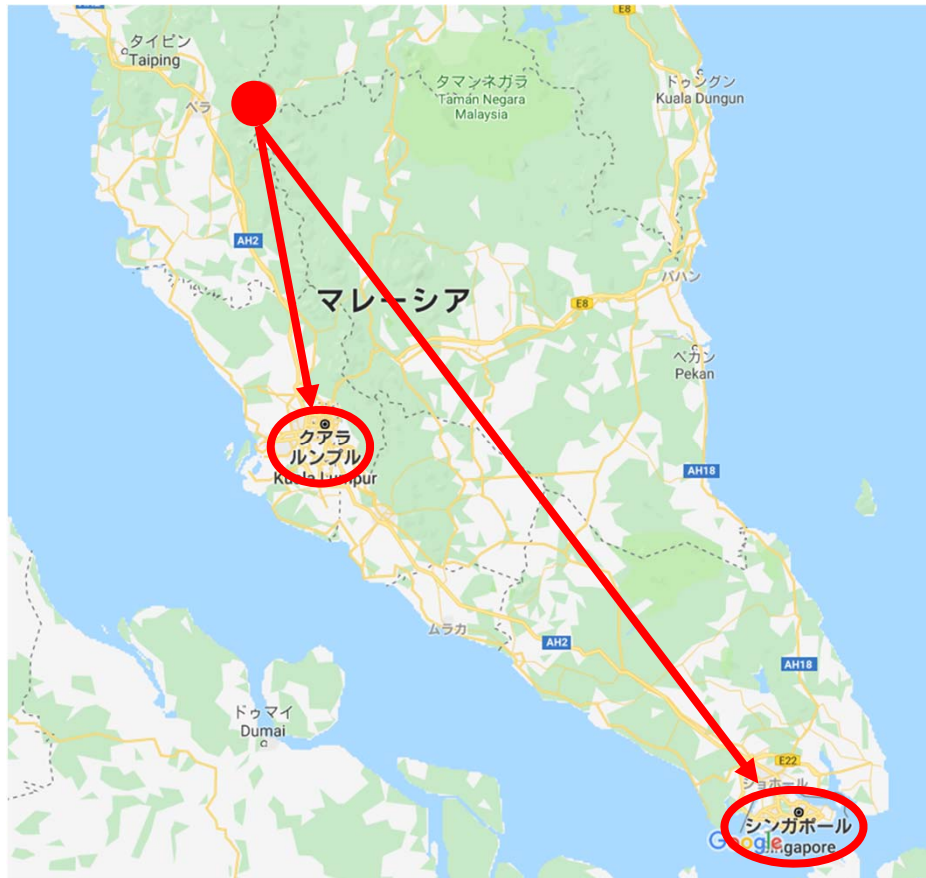 E8
タイピン
Taiping
タマンネガラ
Taman Negara
Malaysia
ドゥングン
Kuala Dungun
ペラ
AH2
パハン
マレーシア
E8
ペカン
Pekan
クアラ
ルンプル
Kuala Lumpur
AH18
ムラカ
AH2
AH18
ドゥマイ
Dumai
E22
ジョホール
シンガポール
Google
Singapore